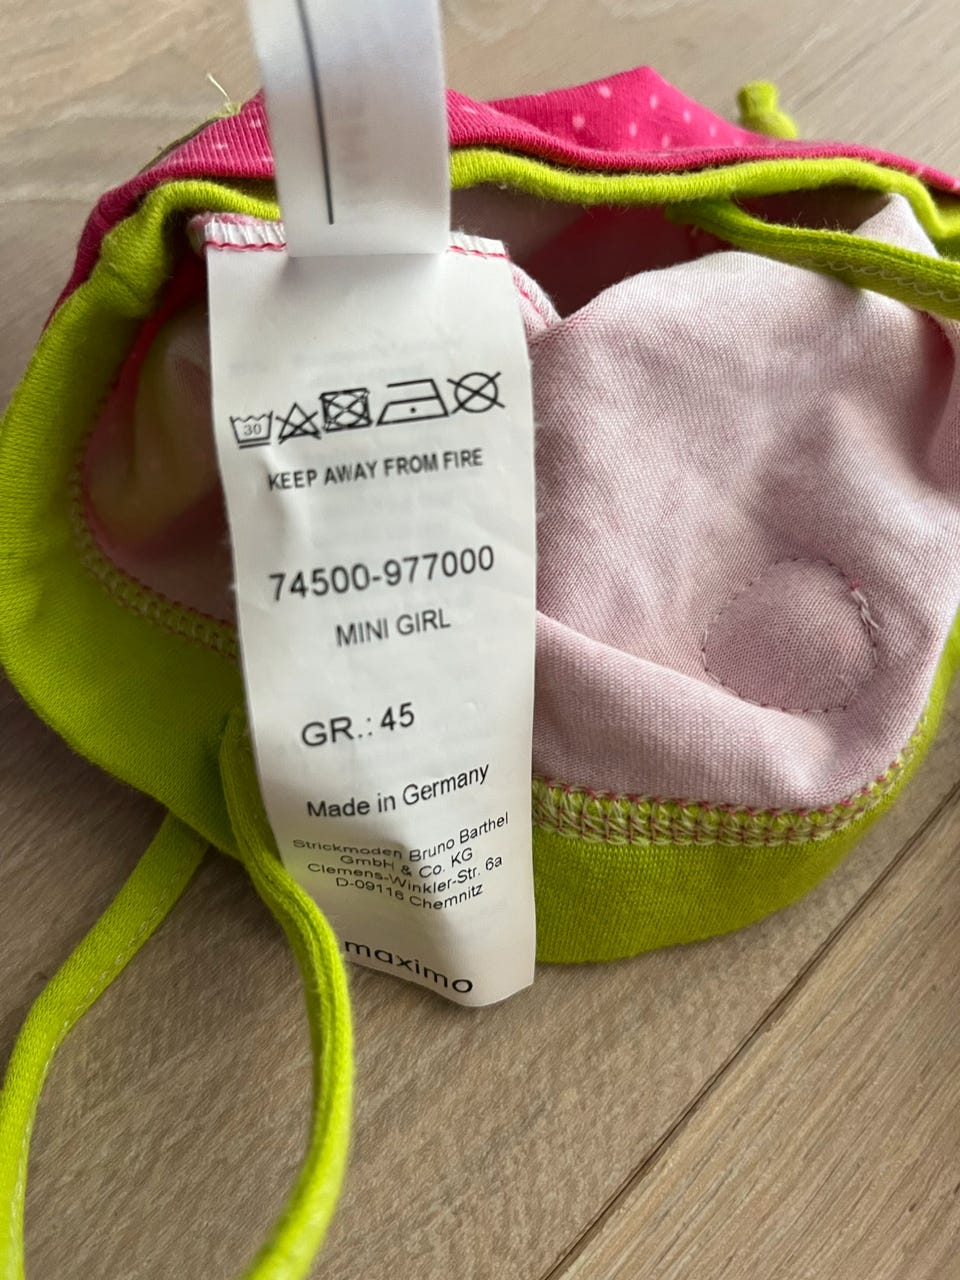 30
KEEP AWAY FROM FIRE
74500-977000
MINI GIRL
GR.: 45
Made in Germany
Strickmoden Bruno Barthel
GmbH & Co. KG
Clemens-Winkler-Str. 6a
D-09116 Chemnitz
maximo